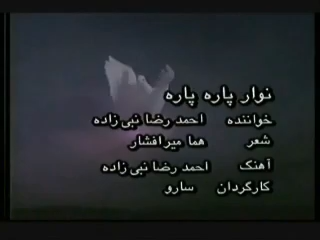 نوار پاره پاره
خواننده احمد رضا نبی زاده
شعر هما میرافشار
آهنگ احمد رضا نبی زاده
کارگردان سارو